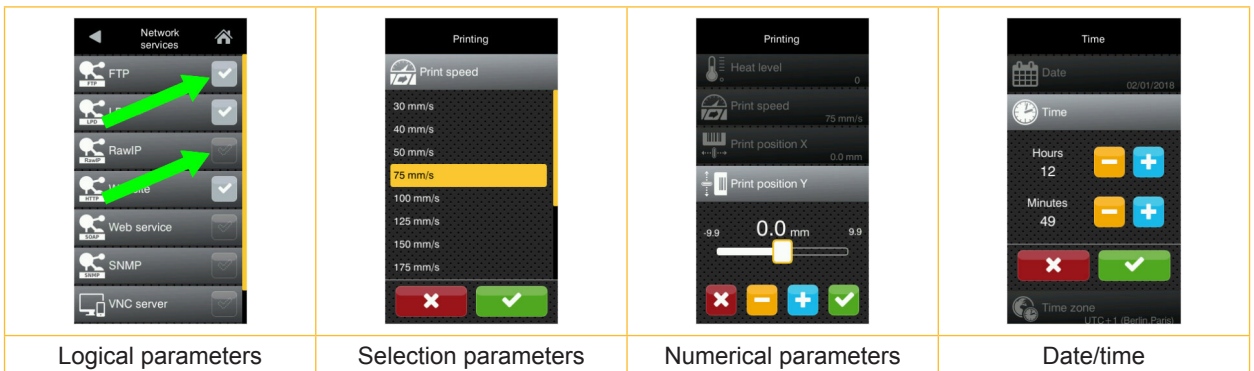 Network
services
FTP
FTP
LPD
RawIP
RawIP
HTTP
Web service
SOAP
SNMP
SNMP
VNC server
Printing
Print speed
30 mm/s
40 mm/s
50 mm/s
75 mm/s
100 mm/s
125 mm/s
150 mm/s
175 mm/s
Printing
Heat level
0
Print speed
75 mm/s
Print position X
0.0 mm
Print position Y
-9.9 0.0 mm 9.9
Time
Date
02/01/2018
Time
Hours
12
Minutes
49
Time zone
UTC+1 (Berlin,Paris)
Logical parameters
Selection parameters
Numerical parameters
Date/time